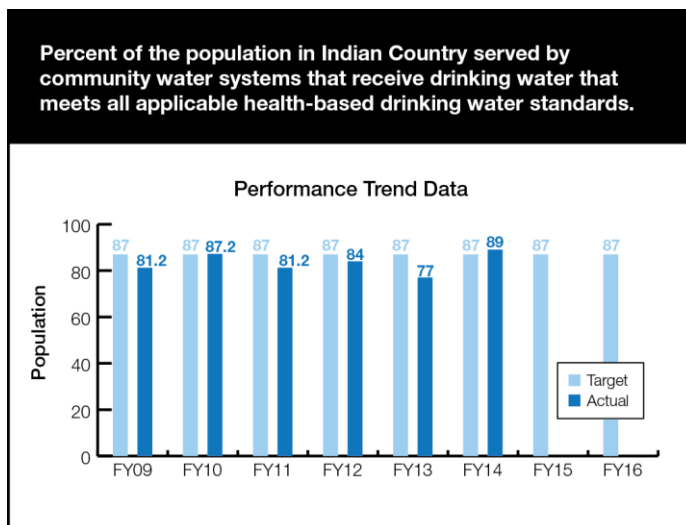 Percent of the population in Indian Country served by
community water systems that receive drinking water that
meets all applicable health-based drinking water standards.
Performance Trend Data
Population
100
80
60
40
20
0
87
81.2
87
87.2
87
81.2
87
84
87
77
87
89
87
87
Target
Actual
FY09 FY10 FY11 FY12 FY13 FY14 FY15 FY16